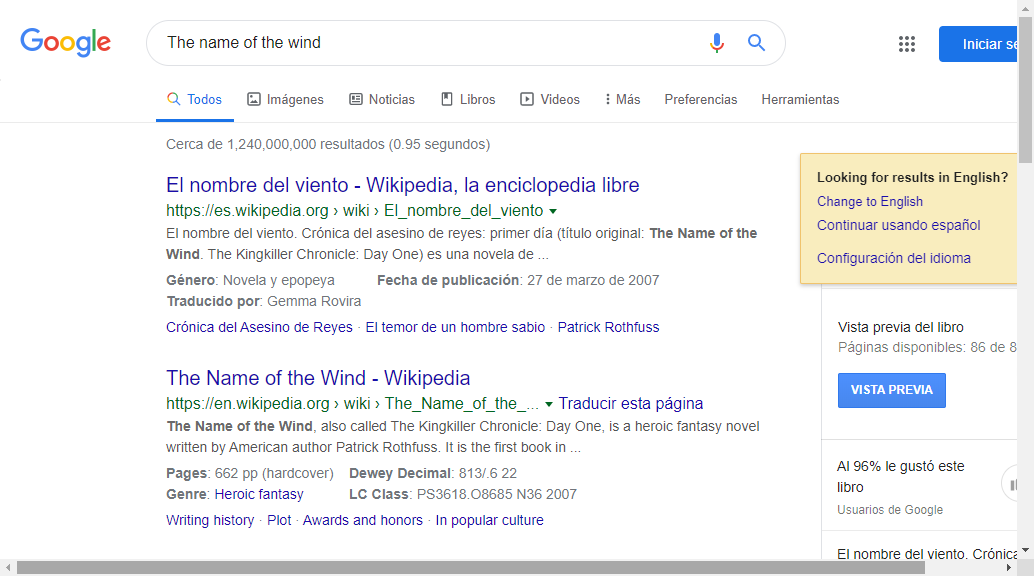 Google
The name of the wind
Iniciar se
Todos Imágenes Noticias Libros Videos Más Preferencias Herramientas
Cerca de 1,240,000,000 resultados (0.95 segundos)
El nombre del viento - Wikipedia, la enciclopedia libre
https://es.wikipedia.org › wiki › El_nombre_del_viento
El nombre del viento. Crónica del asesino de reyes: primer día (título original: The Name of the
Wind. The Kingkiller Chronicle: Day One) es una novela de ...
Género: Novela y epopeya Fecha de publicación: 27 de marzo de 2007
Traducido por: Gemma Rovira
Crónica del Asesino de Reyes · El temor de un hombre sabio · Patrick Rothfuss
The Name of the Wind - Wikipedia
https://en.wikipedia.org › wiki › The_Name_of_the_... Traducir esta página
The Name of the Wind, also called The Kingkiller Chronicle: Day One, is a heroic fantasy novel
written by American author Patrick Rothfuss. It is the first book in ...
Pages: 662 pp (hardcover) Dewey Decimal: 813/.6 22
Genre: Heroic fantasy LC Class: PS3618.O8685 N36 2007
Writing history · Plot · Awards and honors · In popular culture
Looking for results in English?
Change to English
Continuar usando español
Configuración del idioma
Vista previa del libro
Páginas disponibles: 86 de 8
VISTA PREVIA
Al 96% le gustó este
libro
Usuarios de Google
El nombre del viento. Crónica